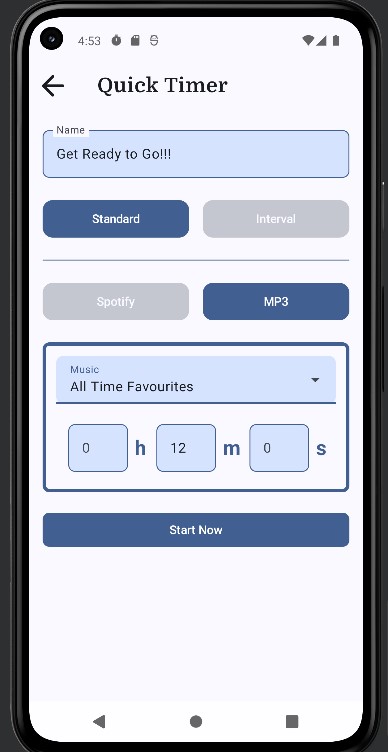 4:53
Quick Timer
Name
Get Ready to Go!!!
Standard Interval
Spotify MP3
Music
All Time Favourites
0 h 12 m 0 s
Start Now